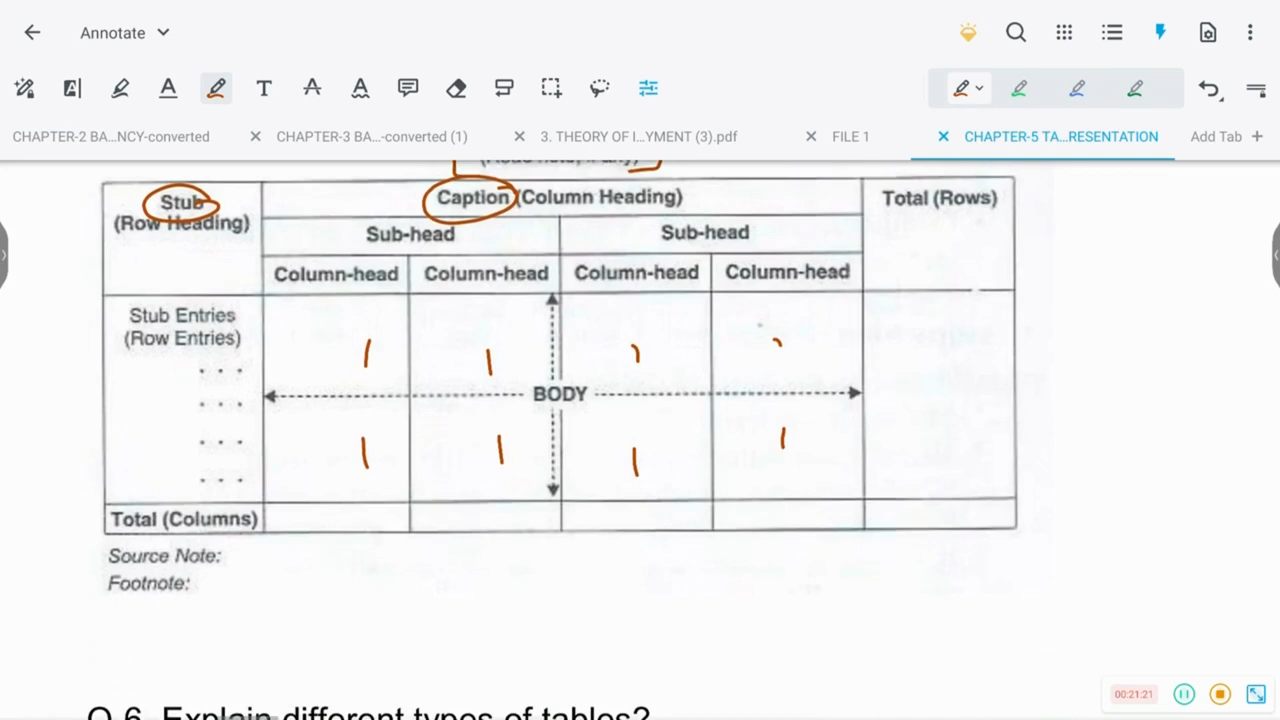 Annotate
CHAPTER-2 BA...NCY-converted
CHAPTER-3 BA...-converted (1)
3. THEORY OF I...YMENT (3).pdf
FILE 1
CHAPTER-5 TA...RESENTATION
Add Tab +
Stub
(Row Heading)
Caption (Column Heading)
Total (Rows)
Sub-head
Sub-head
Column-head
Column-head
Column-head
Column-head
Stub Entries
(Row Entries)
BODY
Total (Columns)
Source Note:
Footnote:
00:21:21
Q.6. Explain different types of tables?